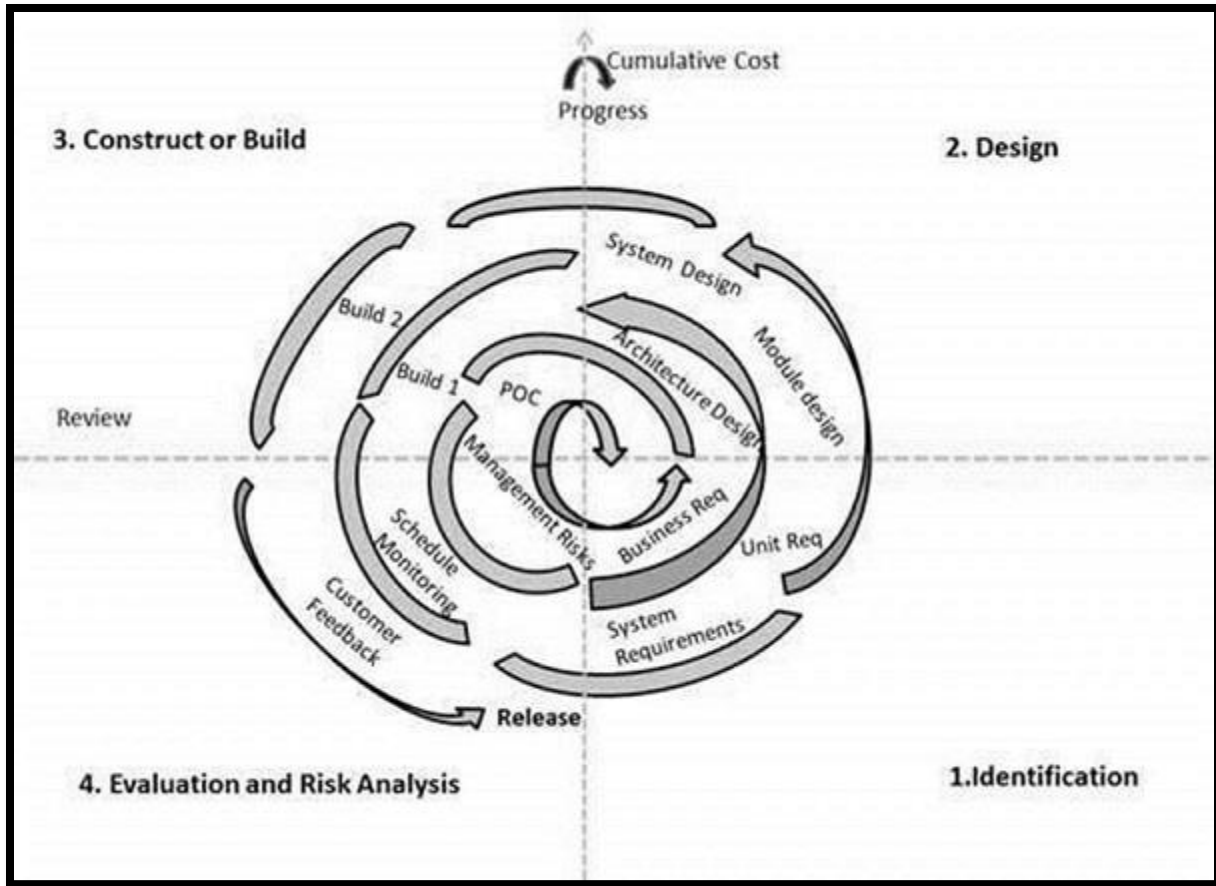 Cumulative Cost
Progress
3. Construct or Build
2. Design
System Design
Build 2
Module design
Architecture Design
Build 1
POC
Review
Management Risks
Business Req
Unit Req
Schedule
Monitoring
System
Requirements
Customer
Feedback
Release
4. Evaluation and Risk Analysis
1.Identification